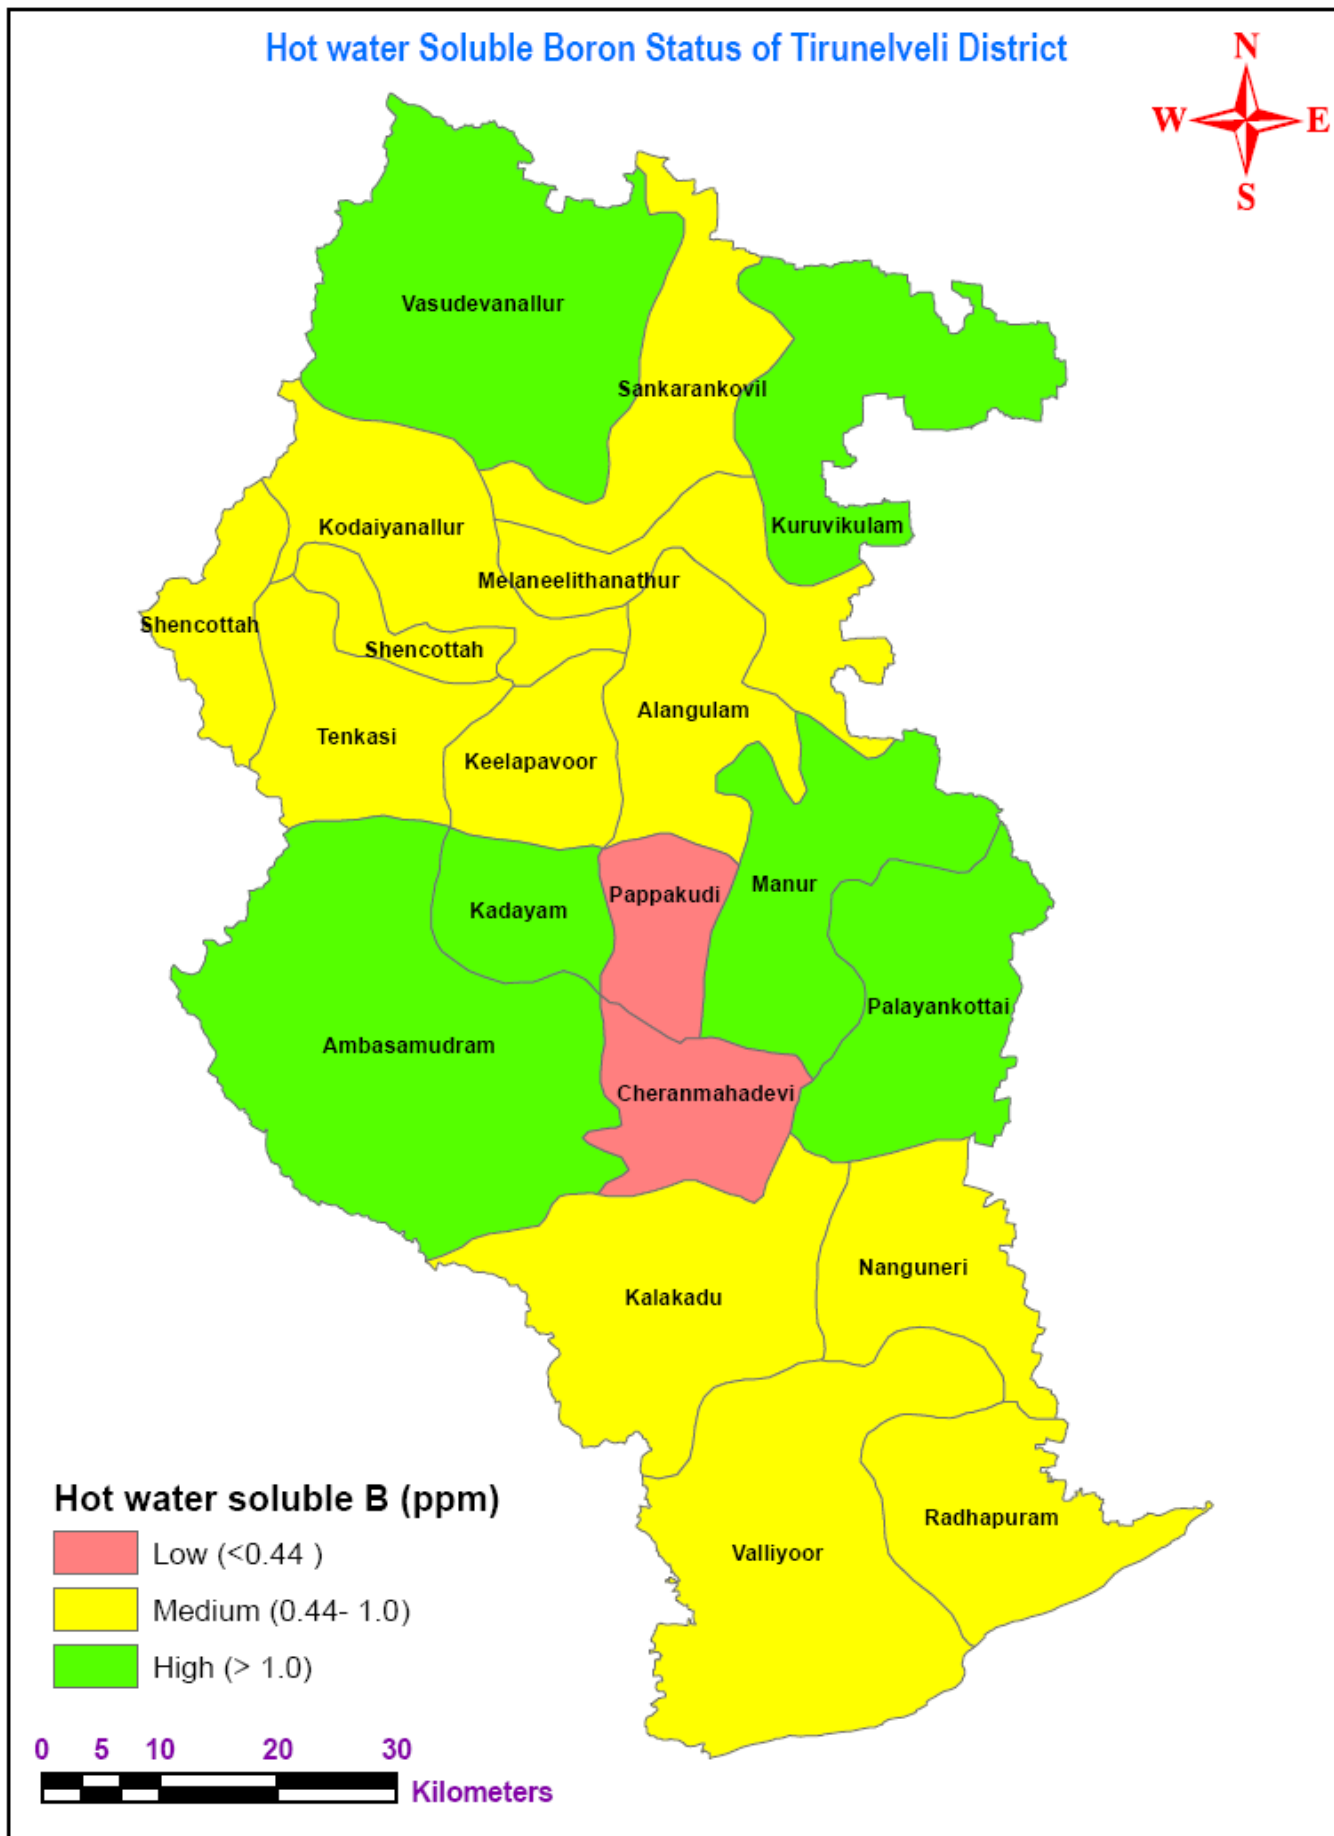 Hot water Soluble Boron Status of Tirunelveli District
N
W E
S
Vasudevanallur
Sankarankovil
Kodaiyanallur
Kuruvikulam
Melaneelithanathur
Shencottah
Shencottah
Alangulam
Tenkasi
Keelapavoor
Manur
Pappakudi
Kadayam
Palayankottai
Ambasamudram
Cheranmahadevi
Nanguneri
Kalakadu
Radhapuram
Valliyoor
Hot water soluble B (ppm)
Low (<0.44 )
Medium (0.44- 1.0)
High (> 1.0)
0 5 10 20 30
Kilometers